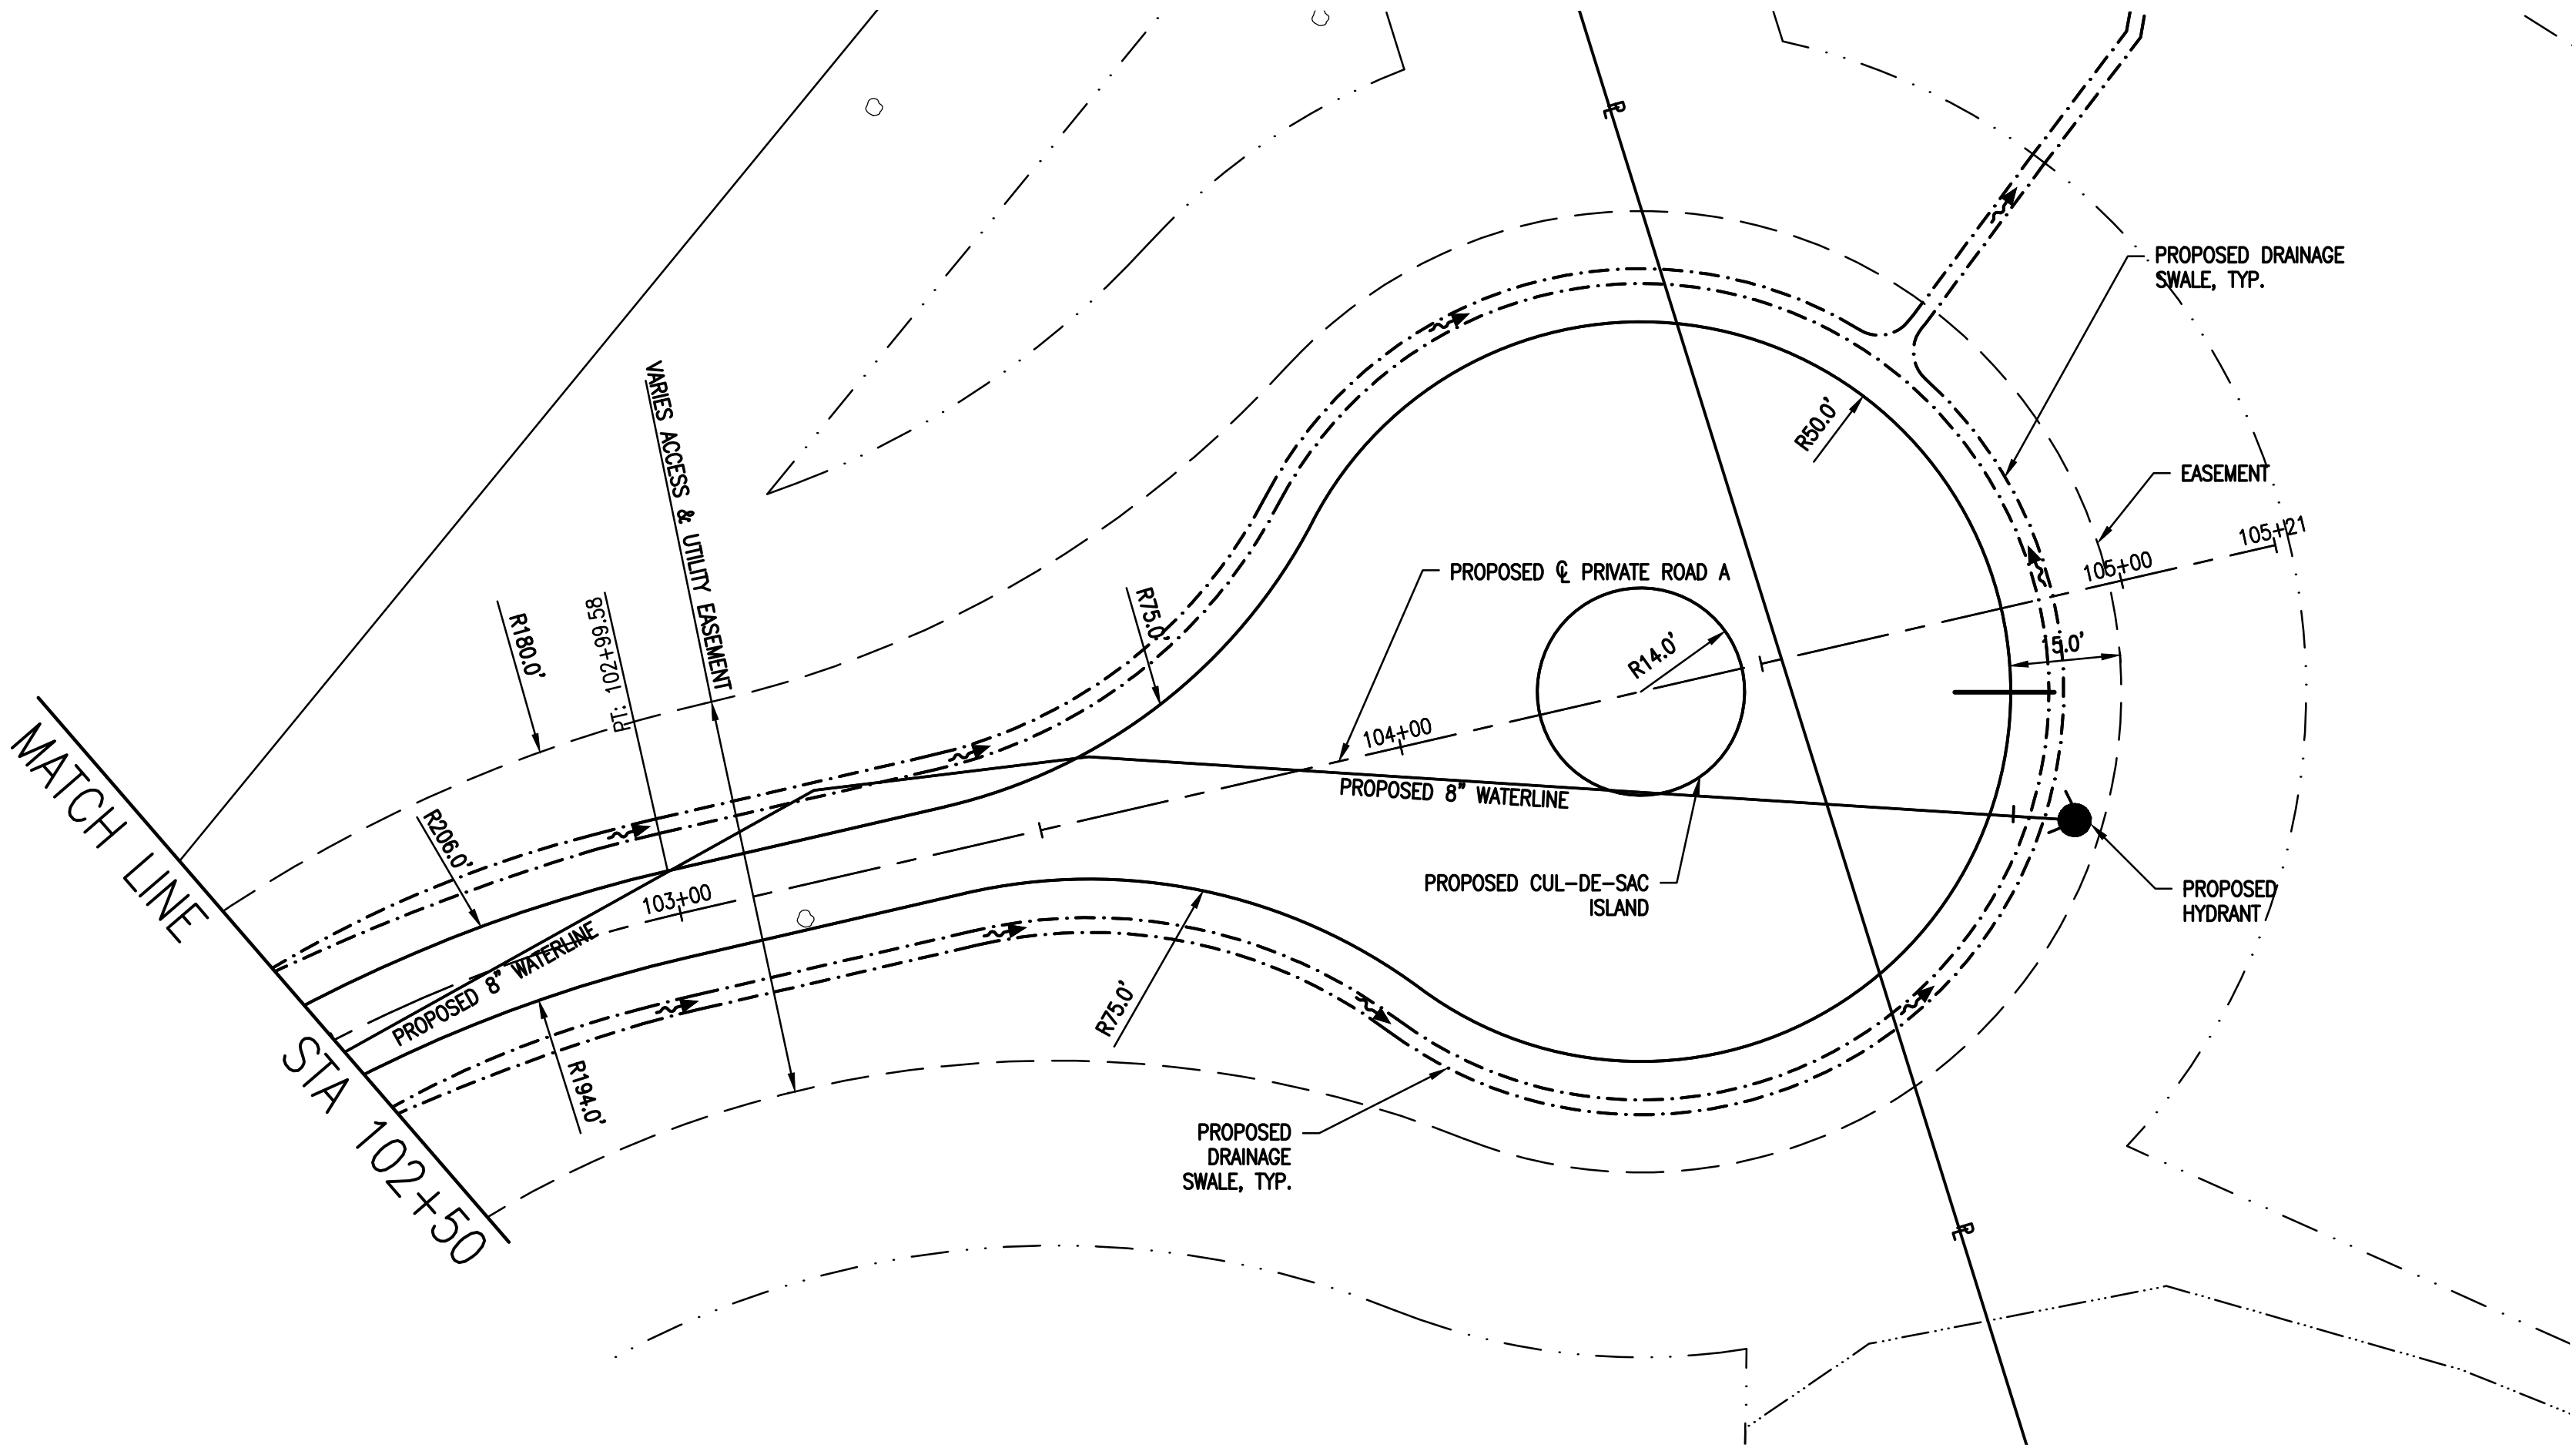 PROPOSED DRAINAGE
SWALE, TYP.
R50.0'
EASEMENT
105+21
105+00
VARIES ACCESS & UTILITY EASEMENT
PROPOSED ℄ PRIVATE ROAD A
R75.0'
R180.0'
PT: 102+99.58
R14.0'
15.0'
104+00
PROPOSED 8" WATERLINE
MATCH LINE
STA 102+50
R206.0'
103+00
PROPOSED 8" WATERLINE
PROPOSED CUL-DE-SAC
ISLAND
PROPOSED
HYDRANT
R75.0'
R194.0'
PROPOSED
DRAINAGE
SWALE, TYP.
PL
PL